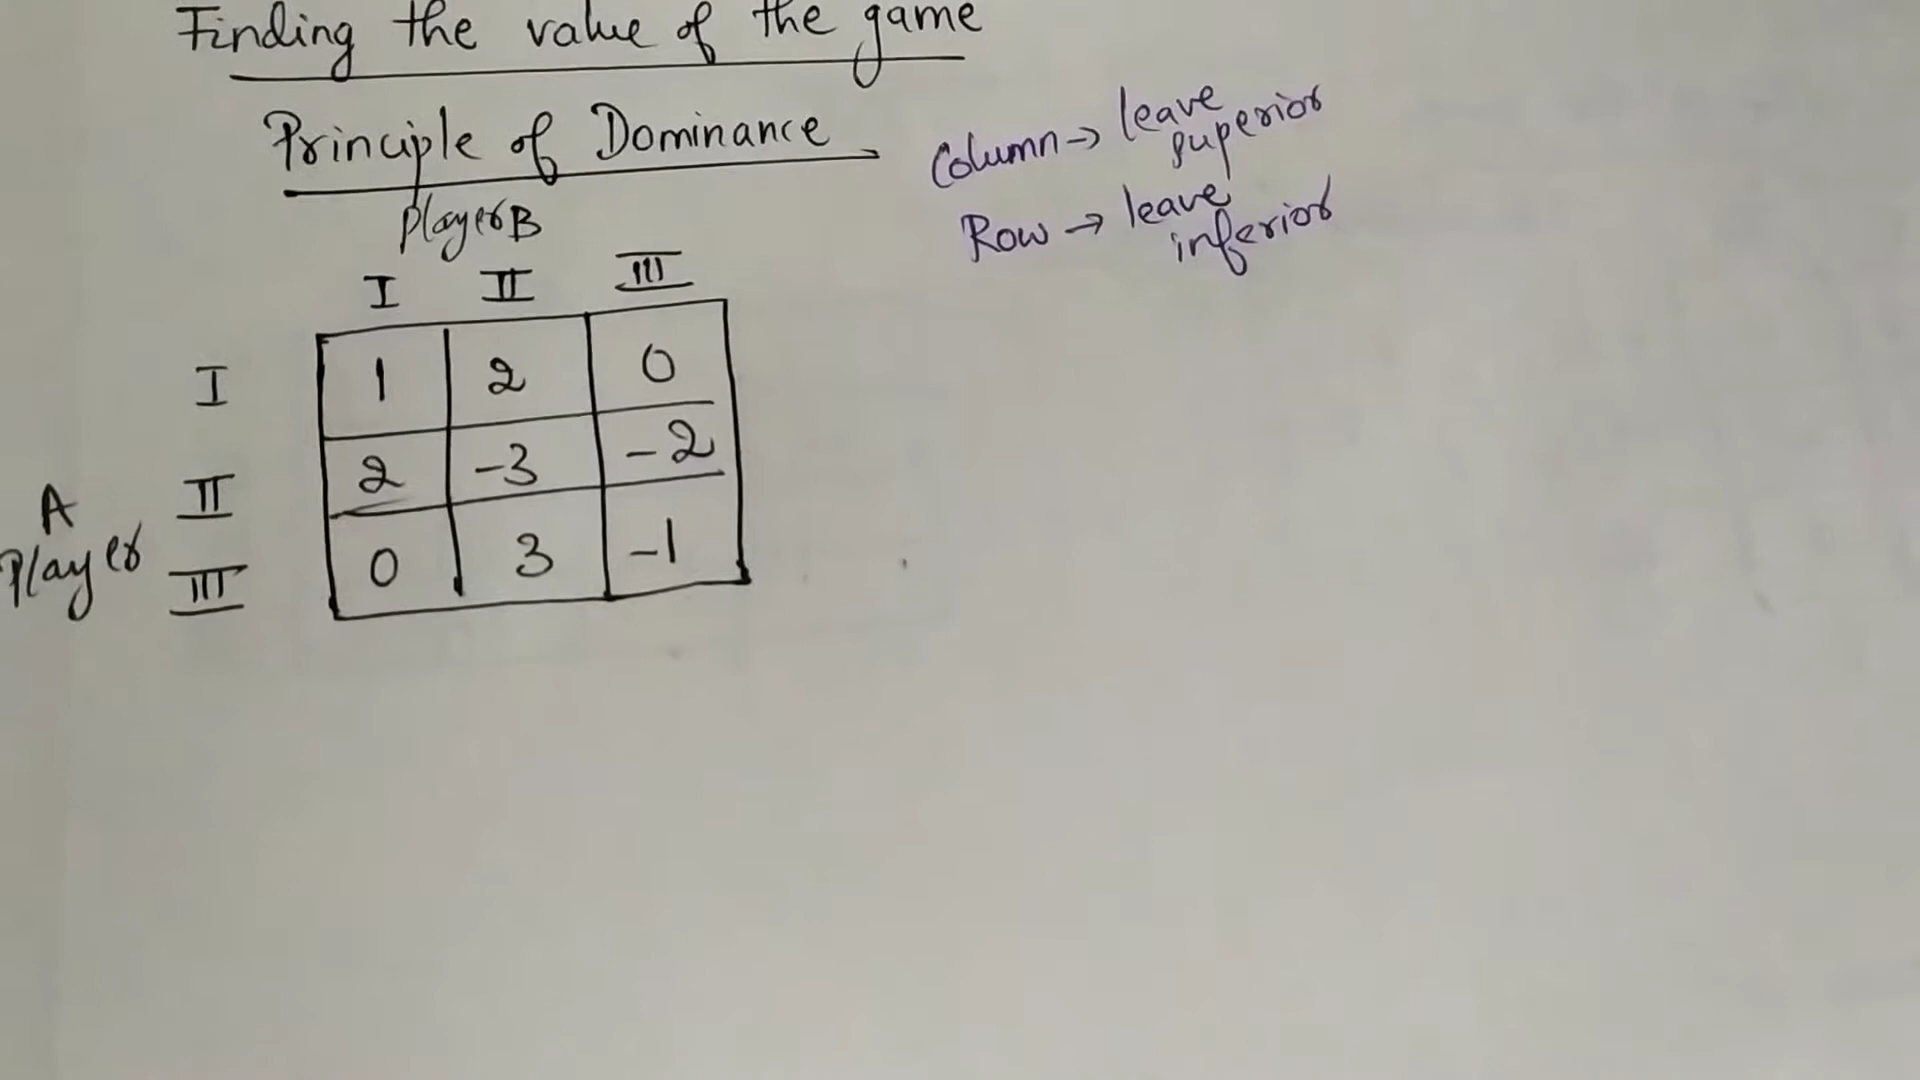 Finding the value of the game
Principle of Dominance
Column → leave superior
Row → leave inferior
Player B
I II III
I 1 2 0
A Player
II 2 -3 -2
III 0 3 -1